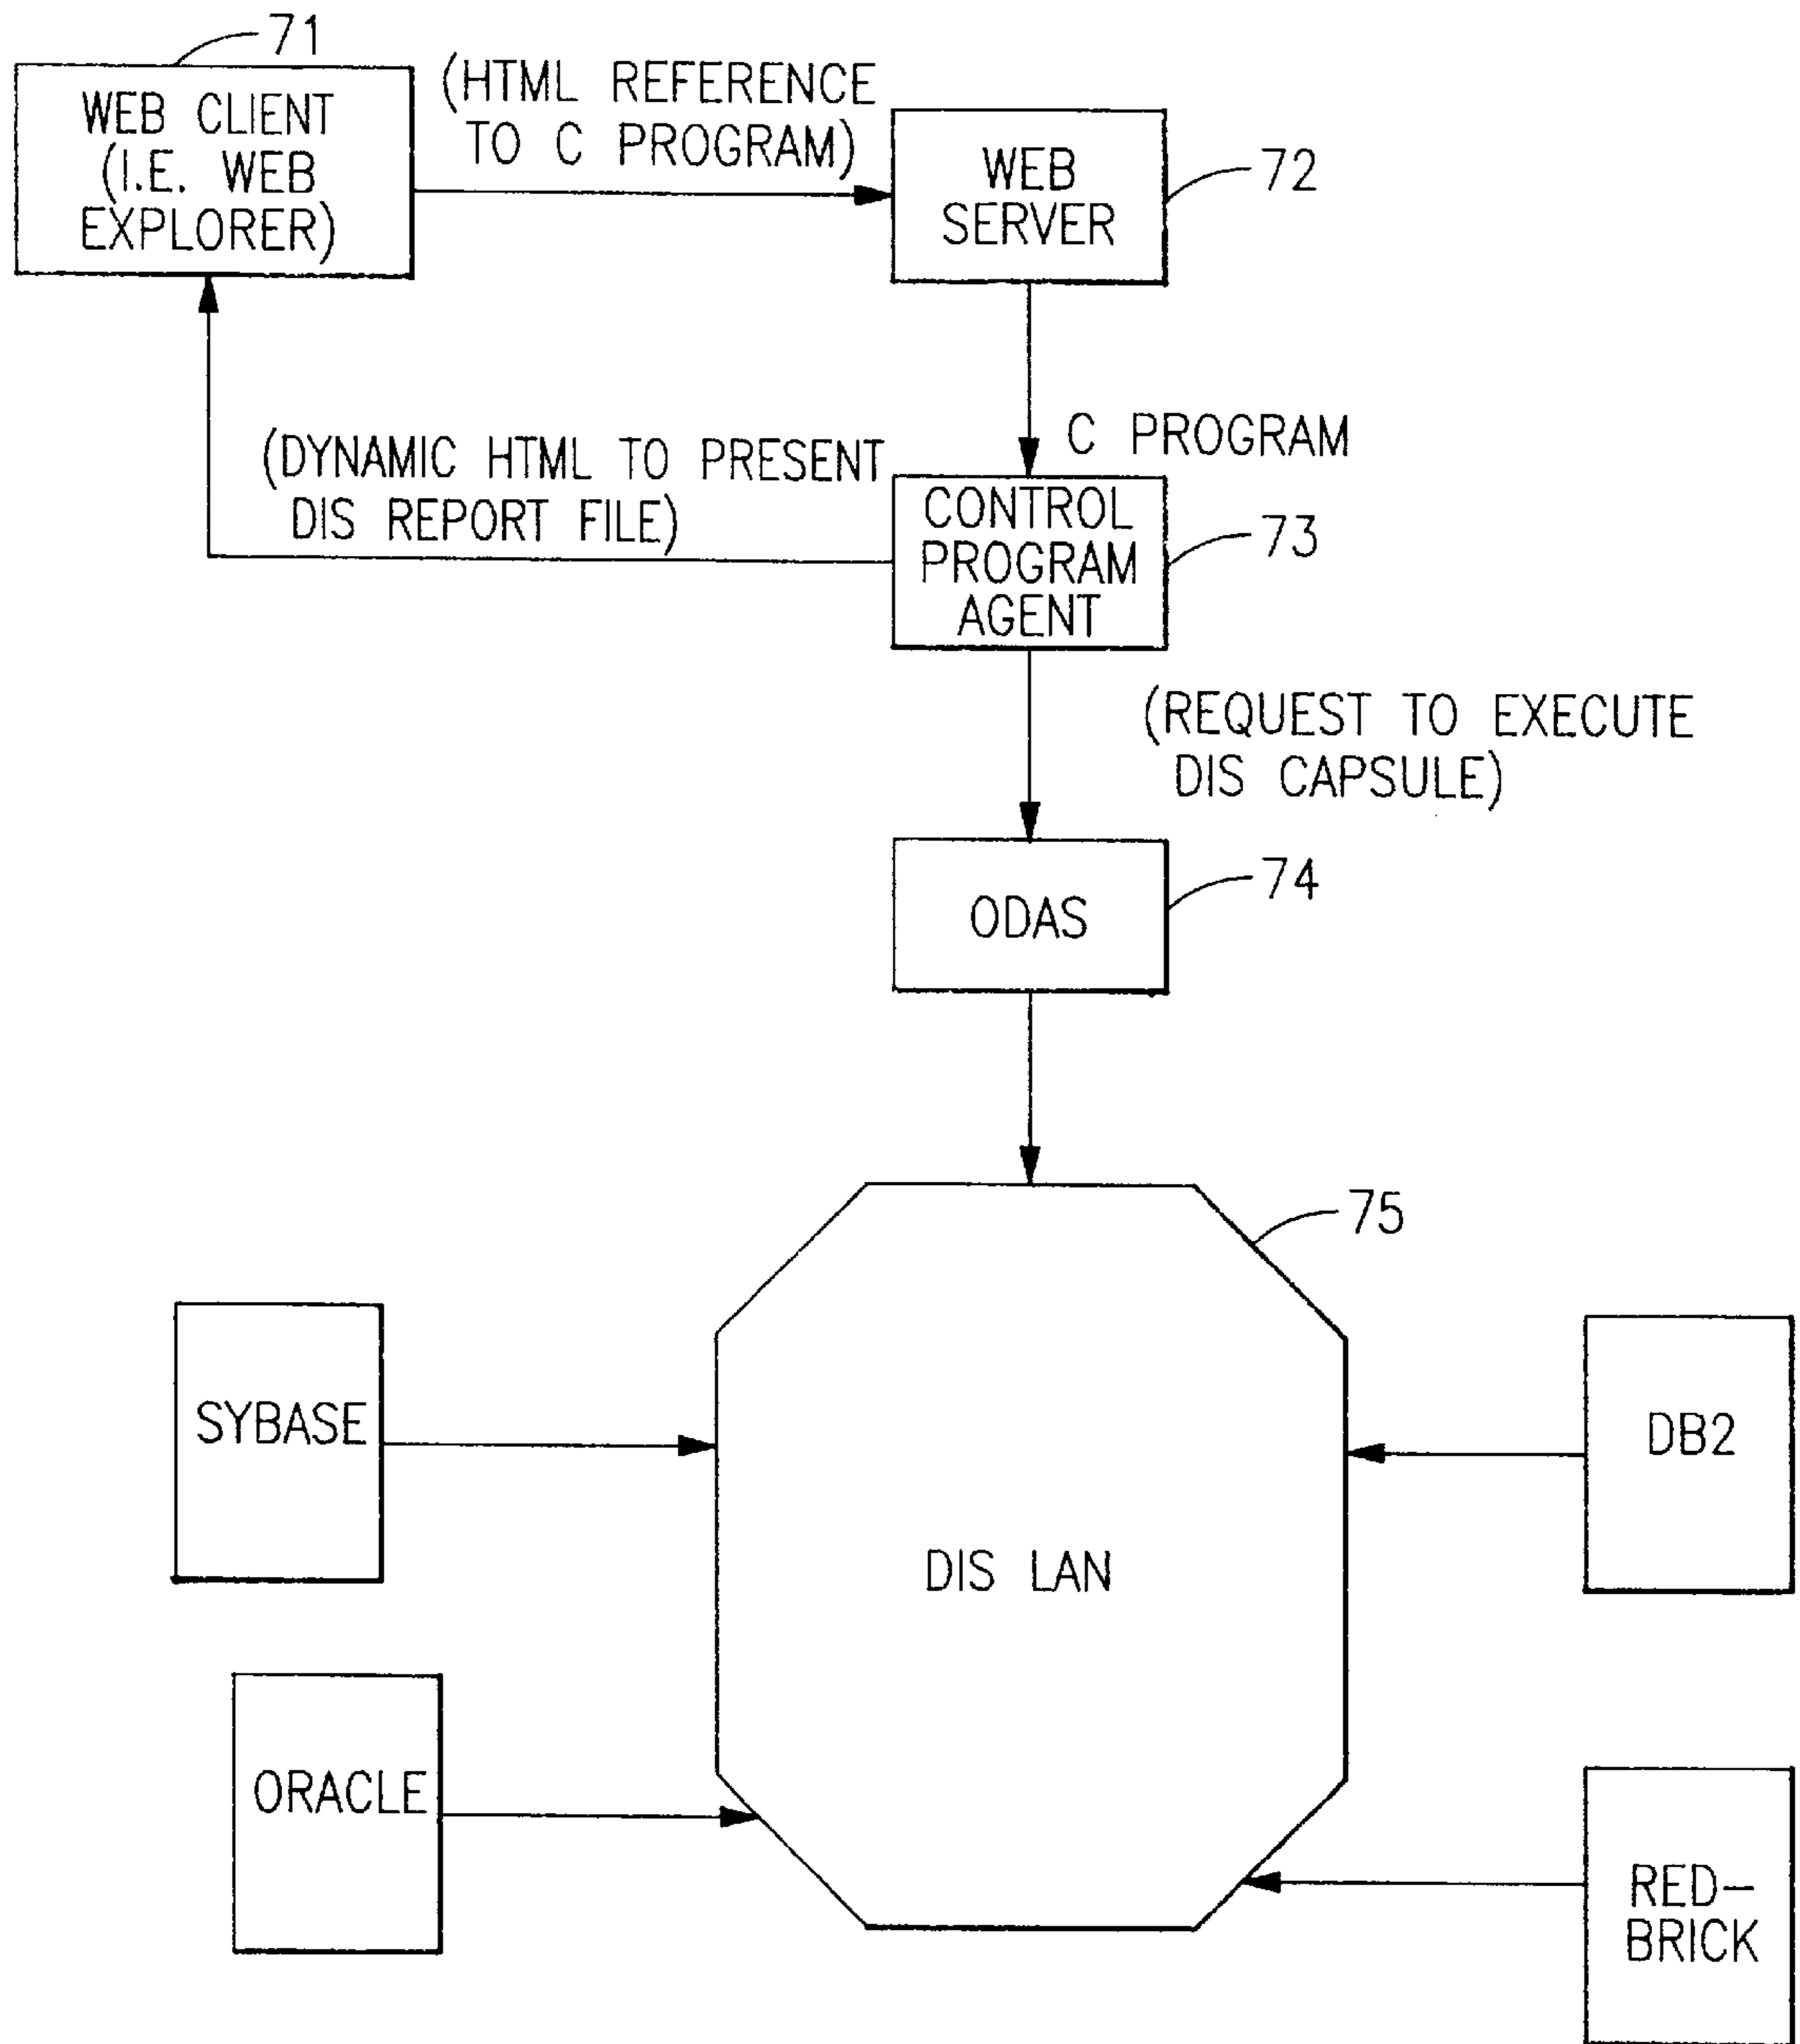 71
WEB CLIENT
(I.E. WEB
EXPLORER)
(HTML REFERENCE
TO C PROGRAM)
WEB
SERVER
72
C PROGRAM
(DYNAMIC HTML TO PRESENT
DIS REPORT FILE)
CONTROL
PROGRAM
AGENT
73
(REQUEST TO EXECUTE
DIS CAPSULE)
ODAS
74
75
SYBASE
DB2
DIS LAN
ORACLE
RED-
BRICK